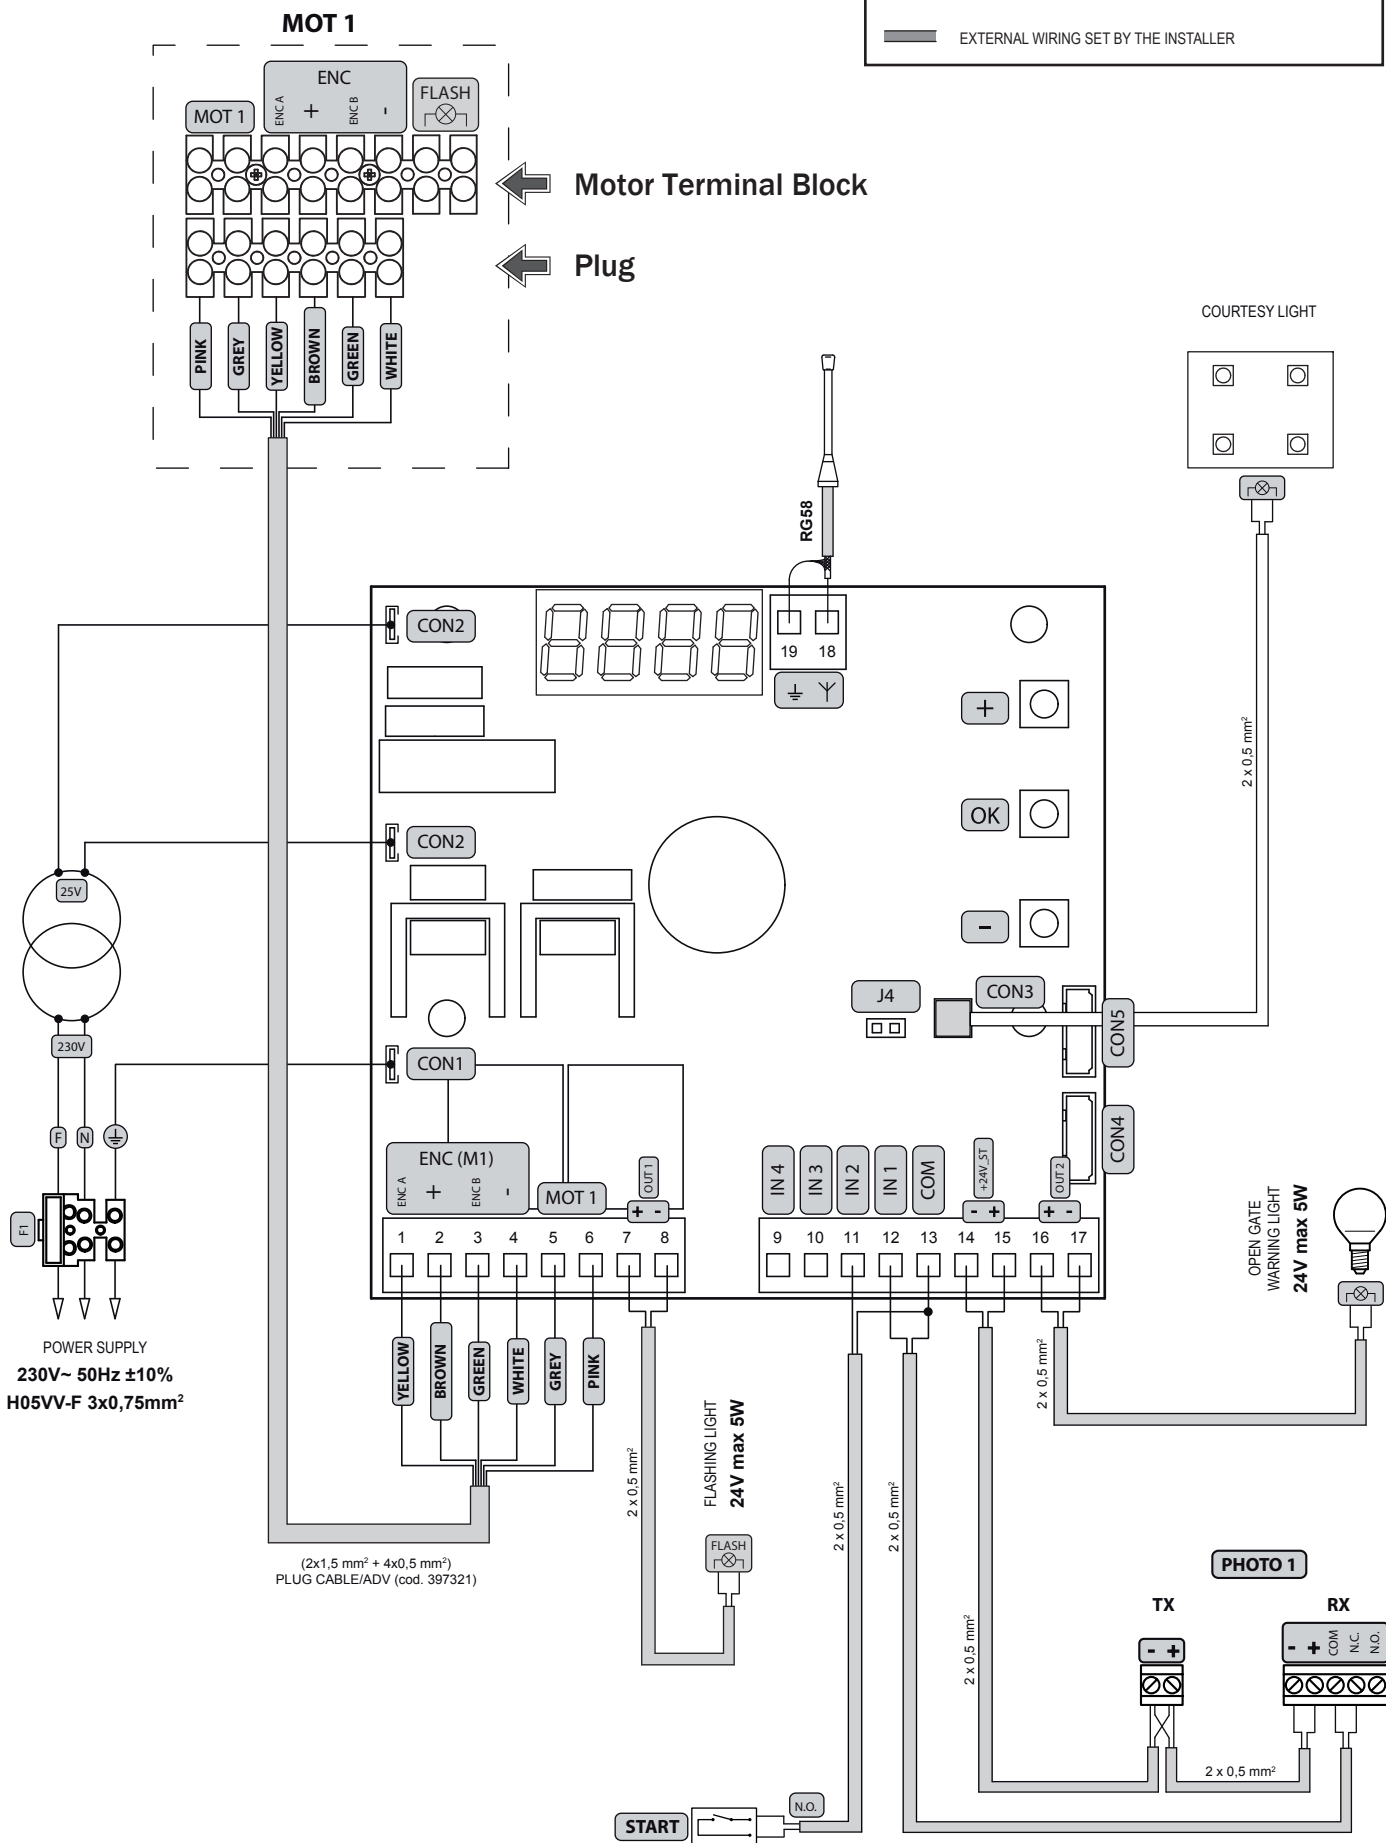 EXTERNAL WIRING SET BY THE INSTALLER
MOT 1
ENC
ENC A + ENC B -
MOT 1
FLASH
Motor Terminal Block
Plug
PINK
GREY
YELLOW
BROWN
GREEN
WHITE
COURTESY LIGHT
RG58
2 x 0,5 mm²
CON2
19 18
+
OK
-
CON2
25V
230V
J4
CON3
CON5
CON4
CON1
F N
F1
ENC (M1)
ENC A + ENC B -
MOT 1
OUT 1
+ -
IN 4
IN 3
IN 2
IN 1
COM
+24V_ST
- +
OUT 2
+ -
1 2 3 4 5 6 7 8
9 10 11 12 13 14 15 16 17
OPEN GATE
WARNING LIGHT
24V max 5W
POWER SUPPLY
230V~ 50Hz ±10%
H05VV-F 3x0,75mm²
YELLOW
BROWN
GREEN
WHITE
GREY
PINK
2 x 0,5 mm²
FLASHING LIGHT
24V max 5W
FLASH
2 x 0,5 mm²
2 x 0,5 mm²
2 x 0,5 mm²
2 x 0,5 mm²
(2x1,5 mm² + 4x0,5 mm²)
PLUG CABLE/ADV (cod. 397321)
PHOTO 1
TX
RX
- +
- + COM N.C. N.O.
2 x 0,5 mm²
START
N.O.